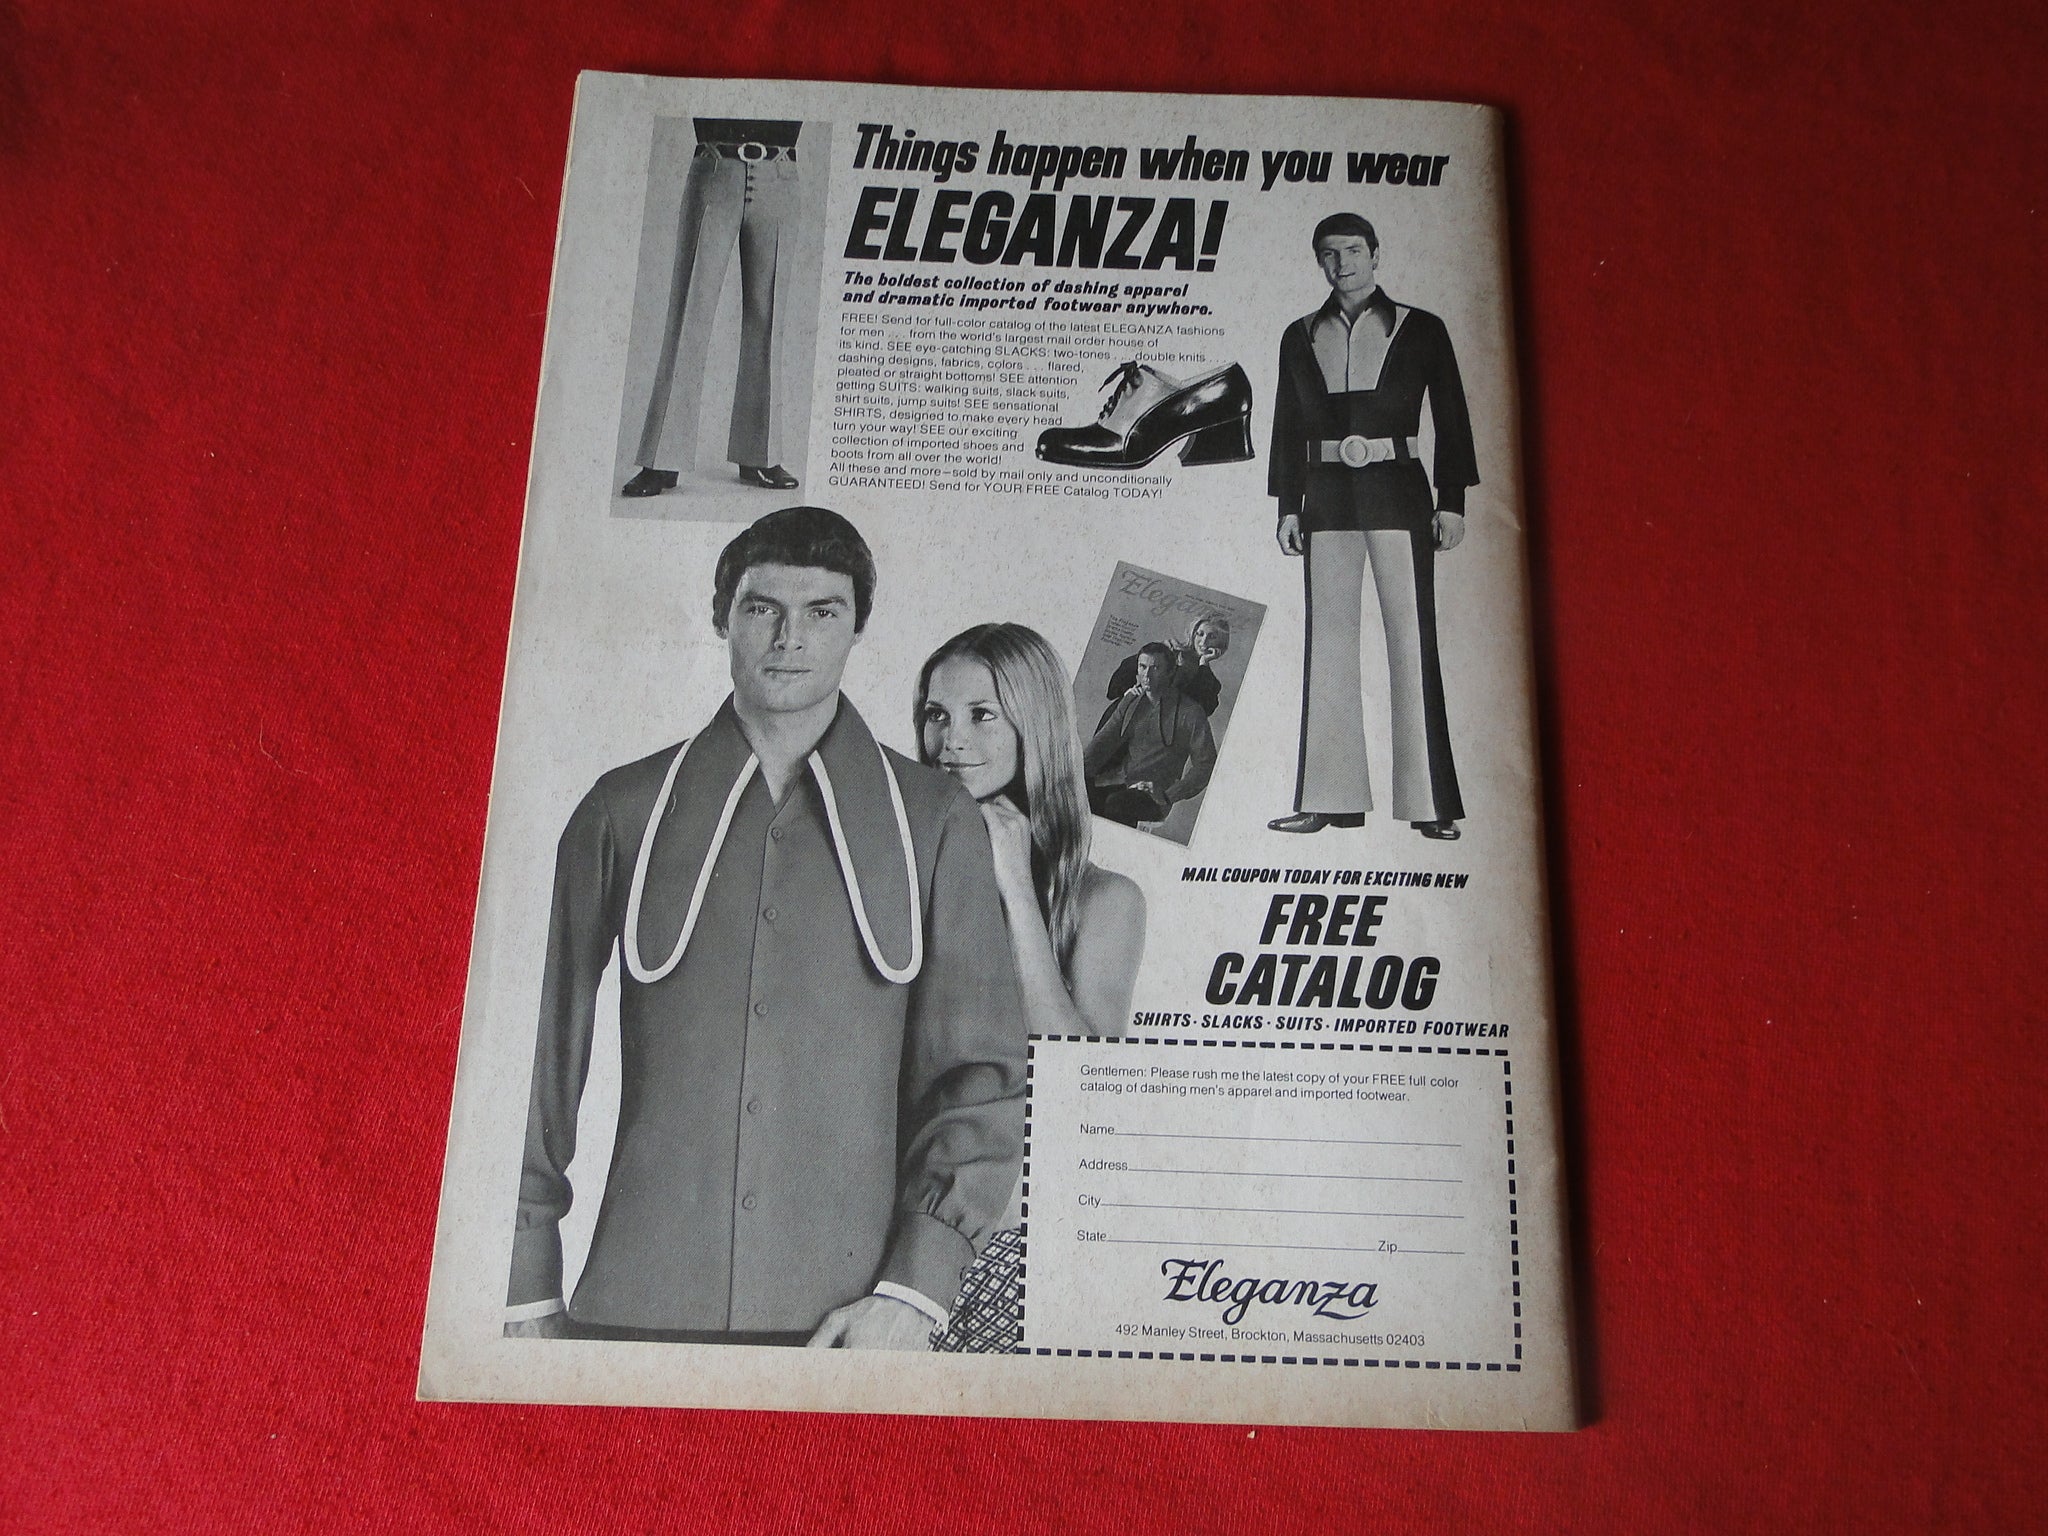 Things happen when you wear
ELEGANZA!
The boldest collection of dashing apparel
and dramatic imported footwear anywhere.
FREE! Send for full-color catalog of the latest ELEGANZA fashions
for men . . . from the world's largest mail order house of
its kind. SEE eye-catching SLACKS: two-tones . . . double knits . . .
dashing designs, fabrics, colors . . . flared,
pleated or straight bottoms! SEE attention
getting SUITS: walking suits, slack suits,
shirt suits, jump suits! SEE sensational
SHIRTS, designed to make every head
turn your way! SEE our exciting
collection of imported shoes and
boots from all over the world!
All these and more—sold by mail only and unconditionally
GUARANTEED! Send for YOUR FREE Catalog TODAY!
Eleganza
MAIL COUPON TODAY FOR EXCITING NEW
FREE
CATALOG
SHIRTS · SLACKS · SUITS · IMPORTED FOOTWEAR
Gentlemen: Please rush me the latest copy of your FREE full color
catalog of dashing men's apparel and imported footwear.
Name
Address
City
State Zip
Eleganza
492 Manley Street, Brockton, Massachusetts 02403